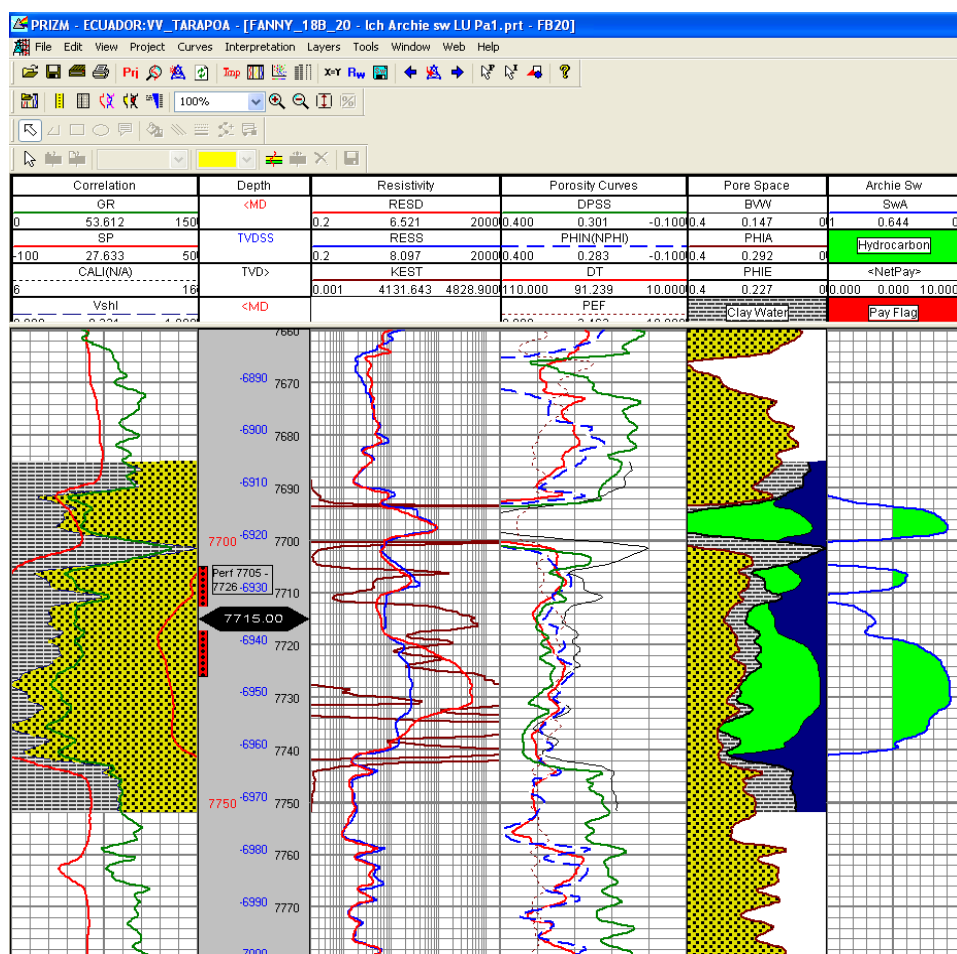 PRIZM - ECUADOR:VV_TARAPOA - [FANNY_18B_20 - Ich Archie sw LU Pa1.prt - FB20]
File Edit View Project Curves Interpretation Layers Tools Window Web Help
Prj Tmp X=Y Rw ?
100%
Correlation Depth Resistivity Porosity Curves Pore Space Archie Sw
GR <MD RESD DPSS BVW SwA
0 53.612 150 0.2 6.521 2000 0.400 0.301 -0.100 0.4 0.147 0 1 0.644 0
SP TVDSS RESS PHIN(NPHI) PHIA Hydrocarbon
-100 27.633 50 0.2 8.097 2000 0.400 0.283 -0.100 0.4 0.292 0
CALI(N/A) TVD> KEST DT PHIE <NetPay>
6 16 0.001 4131.643 4828.900 110.000 91.239 10.000 0.4 0.227 0 0.000 0.000 10.000
Vshl <MD PEF Clay Water Pay Flag
7660
-6890
7670
-6900
7680
-6910
7690
-6920
7700
Perf 7705 -
7726
-6930
7710
7715.00
-6940
7720
-6950
7730
-6960
7740
-6970
7750
-6980
7760
-6990
7770
-7000